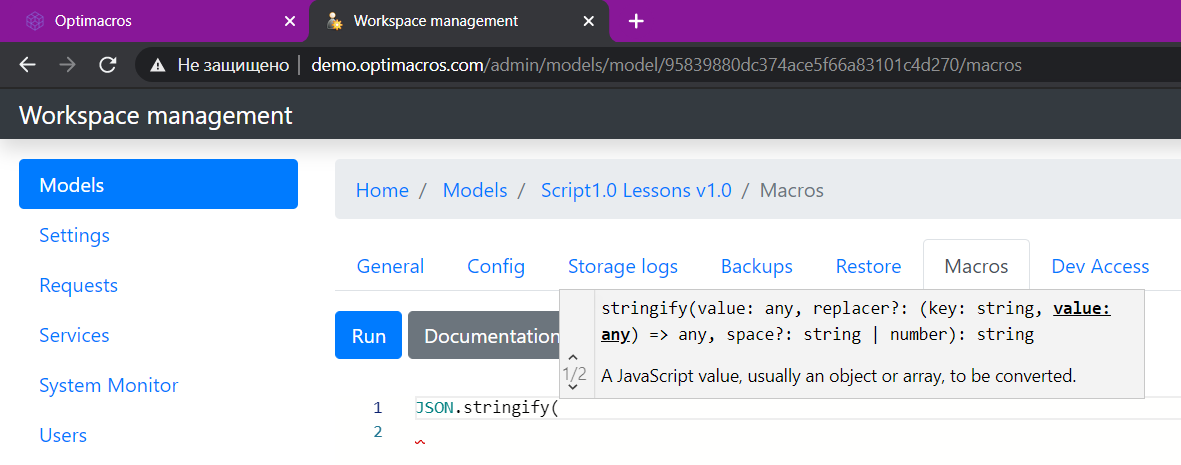 Optimacros
Workspace management
Не защищено
demo.optimacros.com/admin/models/model/95839880dc374ace5f66a83101c4d270/macros
Workspace management
Models
Settings
Requests
Services
System Monitor
Users
Home / Models / Script1.0 Lessons v1.0 / Macros
General Config Storage logs Backups Restore Macros Dev Access
Run Documentation
stringify(value: any, replacer?: (key: string, value:
any) => any, space?: string | number): string
1/2
A JavaScript value, usually an object or array, to be converted.
1 JSON.stringify(
2